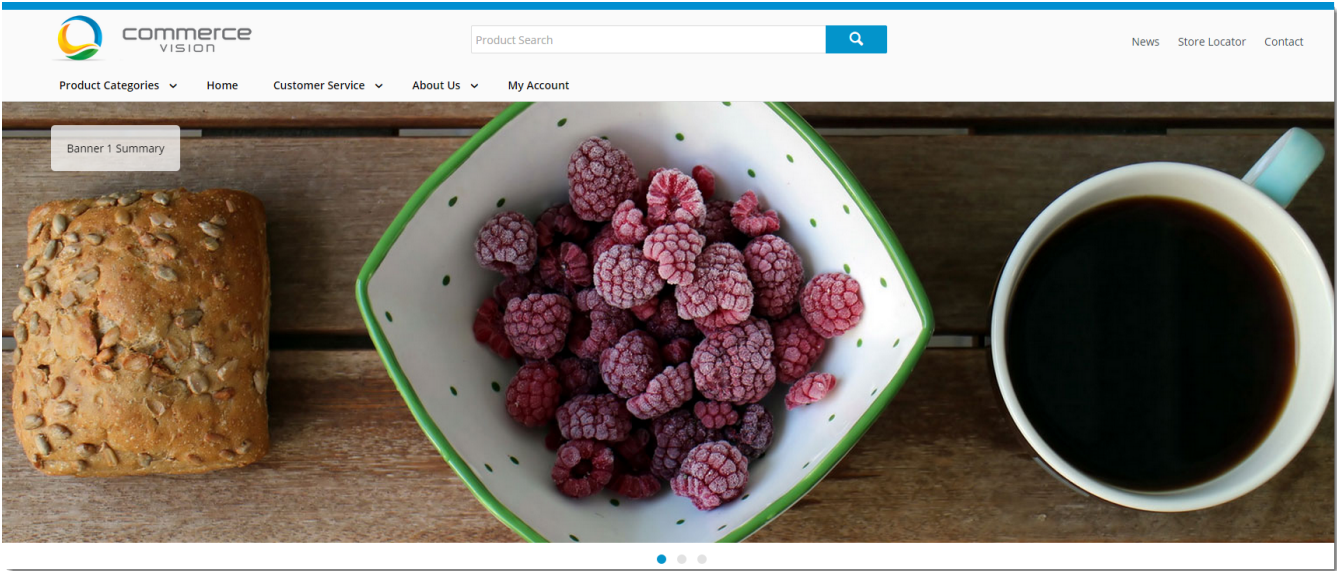 commerce
VISION
Product Search
News Store Locator Contact
Product Categories Home Customer Service About Us My Account
Banner 1 Summary